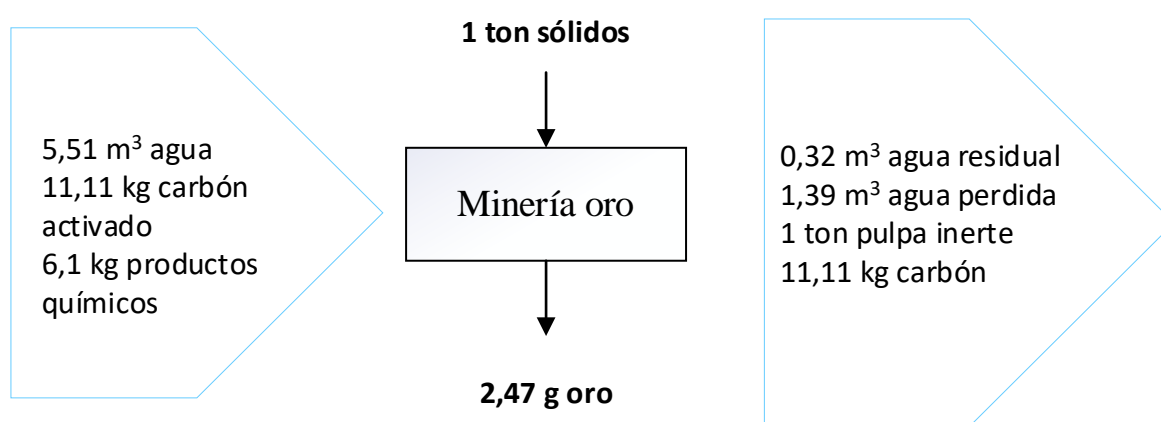 1 ton sólidos
5,51 m³ agua
11,11 kg carbón
activado
6,1 kg productos
químicos
Minería oro
0,32 m³ agua residual
1,39 m³ agua perdida
1 ton pulpa inerte
11,11 kg carbón
2,47 g oro